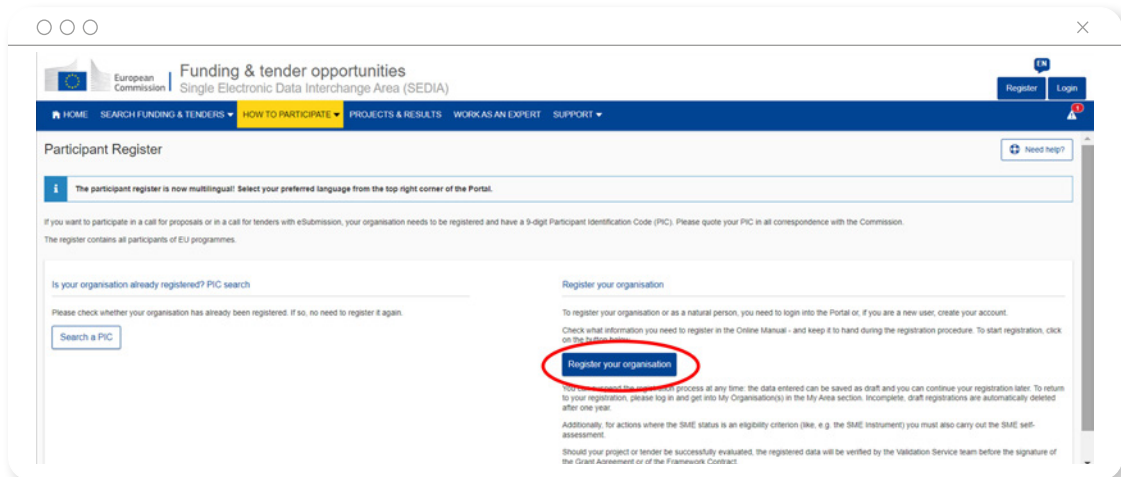 European
Commission
Funding & tender opportunities
Single Electronic Data Interchange Area (SEDIA)
EN
Register
Login
HOME
SEARCH FUNDING & TENDERS
HOW TO PARTICIPATE
PROJECTS & RESULTS
WORK AS AN EXPERT
SUPPORT
1
Participant Register
Need help?
i
The participant register is now multilingual! Select your preferred language from the top right corner of the Portal.
If you want to participate in a call for proposals or in a call for tenders with eSubmission, your organisation needs to be registered and have a 9-digit Participant Identification Code (PIC). Please quote your PIC in all correspondence with the Commission.
The register contains all participants of EU programmes.
Is your organisation already registered? PIC search
Please check whether your organisation has already been registered. If so, no need to register it again.
Search a PIC
Register your organisation
To register your organisation or as a natural person, you need to login into the Portal or, if you are a new user, create your account.
Check what information you need to register in the Online Manual - and keep it to hand during the registration procedure. To start registration, click
on the button below.
Register your organisation
You can suspend the registration process at any time: the data entered can be saved as draft and you can continue your registration later. To return
to your registration, please log in and get into My Organisation(s) in the My Area section. Incomplete, draft registrations are automatically deleted
after one year.
Additionally, for actions where the SME status is an eligibility criterion (like, e.g. the SME Instrument) you must also carry out the SME self-
assessment.
Should your project or tender be successfully evaluated, the registered data will be verified by the Validation Service team before the signature of
the Grant Agreement or of the Framework Contract.